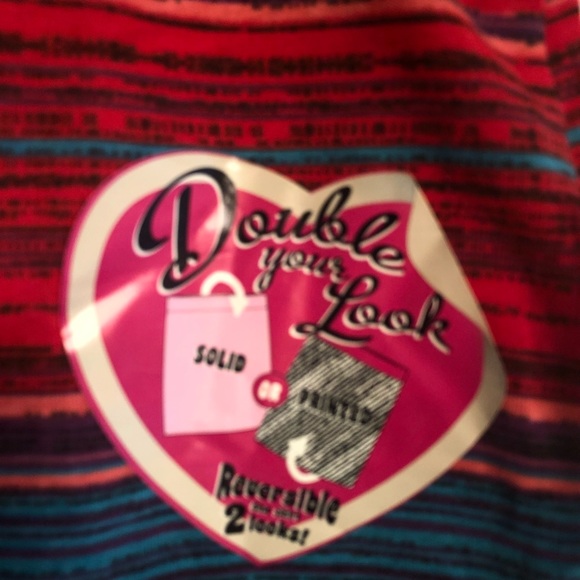 Double
your
Look
SOLID
OR
PRINTED
Reversible
2 looks!